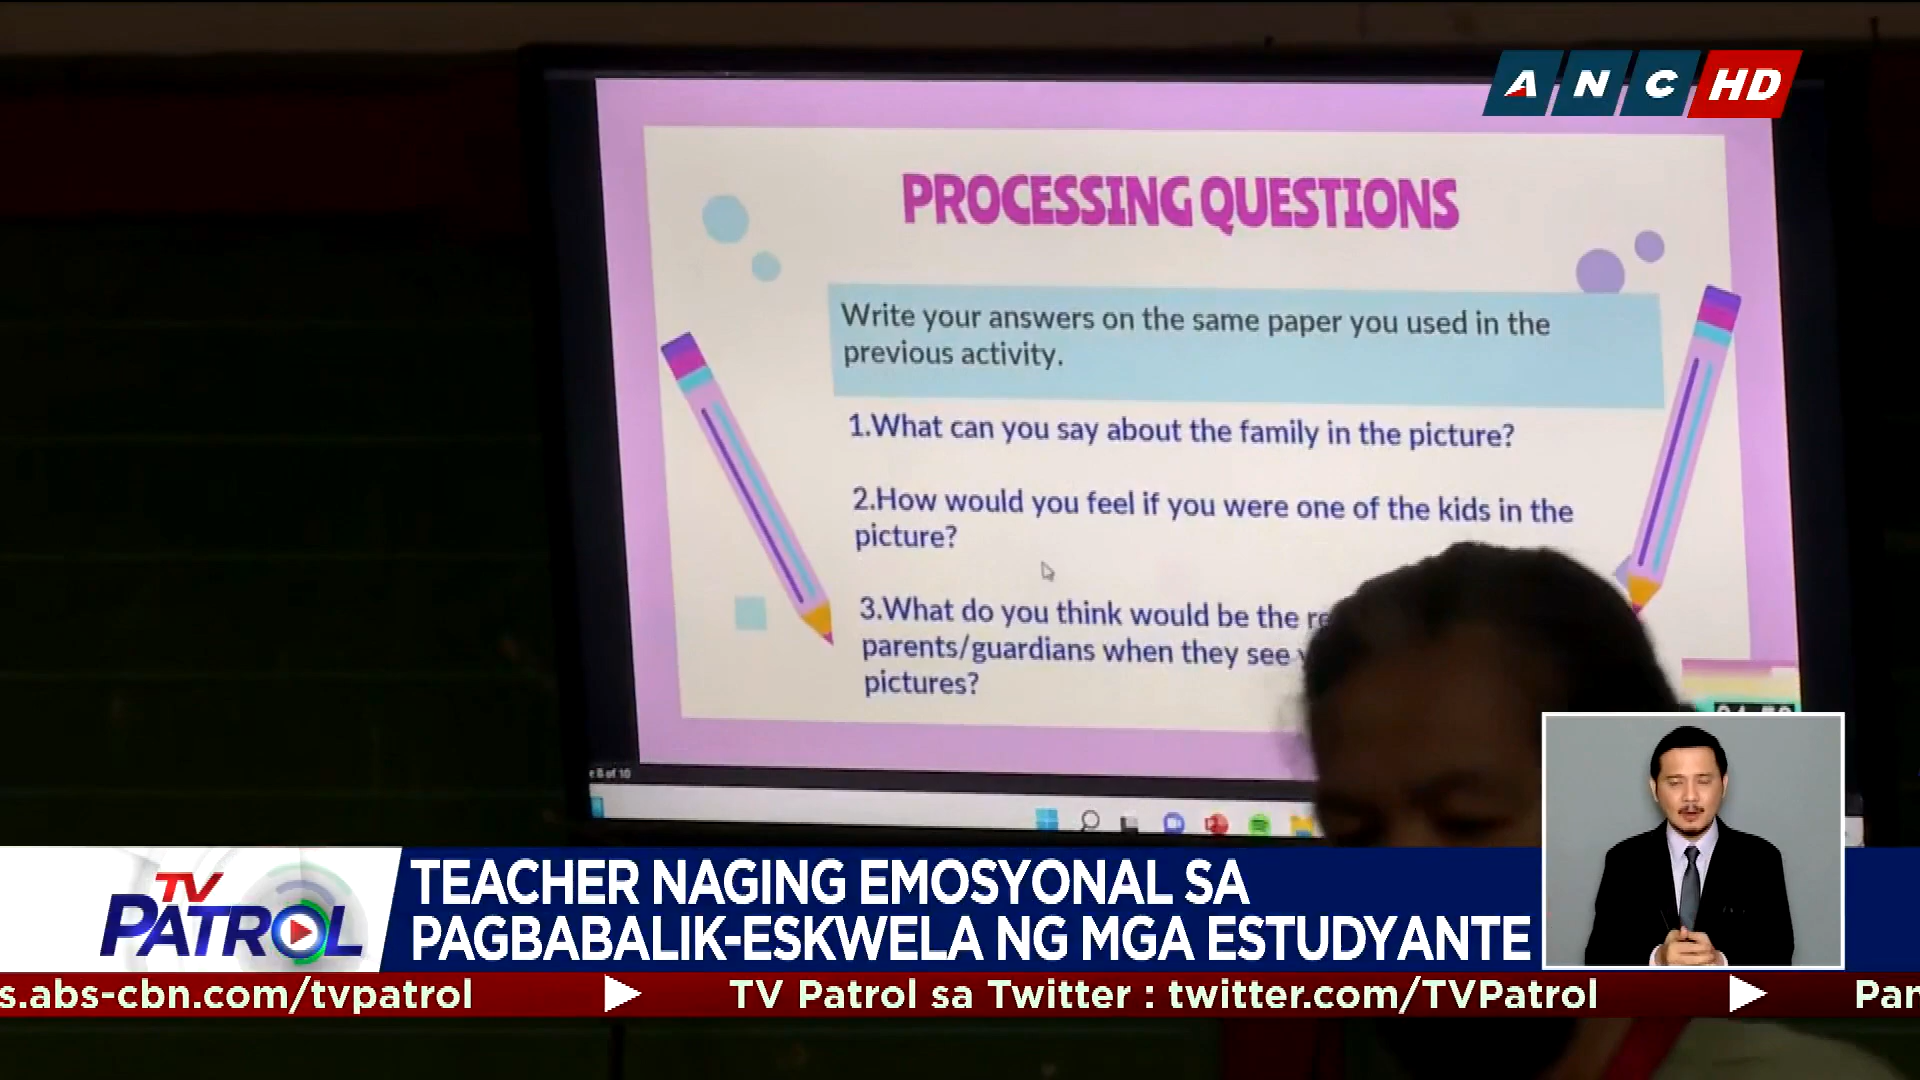 ANC HD
PROCESSING QUESTIONS
Write your answers on the same paper you used in the
previous activity.
1.What can you say about the family in the picture?
2.How would you feel if you were one of the kids in the
picture?
3.What do you think would be the
parents/guardians when they see
pictures?
of 10
TV
PATROL
TEACHER NAGING EMOSYONAL SA
PAGBABALIK-ESKWELA NG MGA ESTUDYANTE
s.abs-cbn.com/tvpatrol TV Patrol sa Twitter : twitter.com/TVPatrol Pan